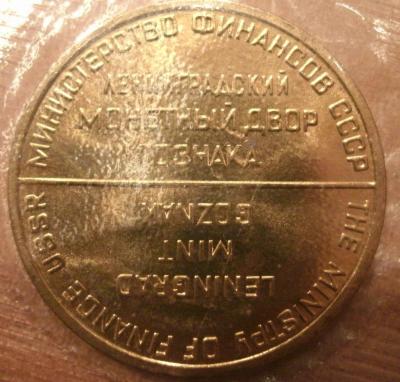 МИНИСТЕРСТВО ФИНАНСОВ СССР
ЛЕНИНГРАДСКИЙ
МОНЕТНЫЙ ДВОР
ГОЗНАКА
THE MINISTRY OF FINANCE USSR
LENINGRAD
MINT
GOZNAK